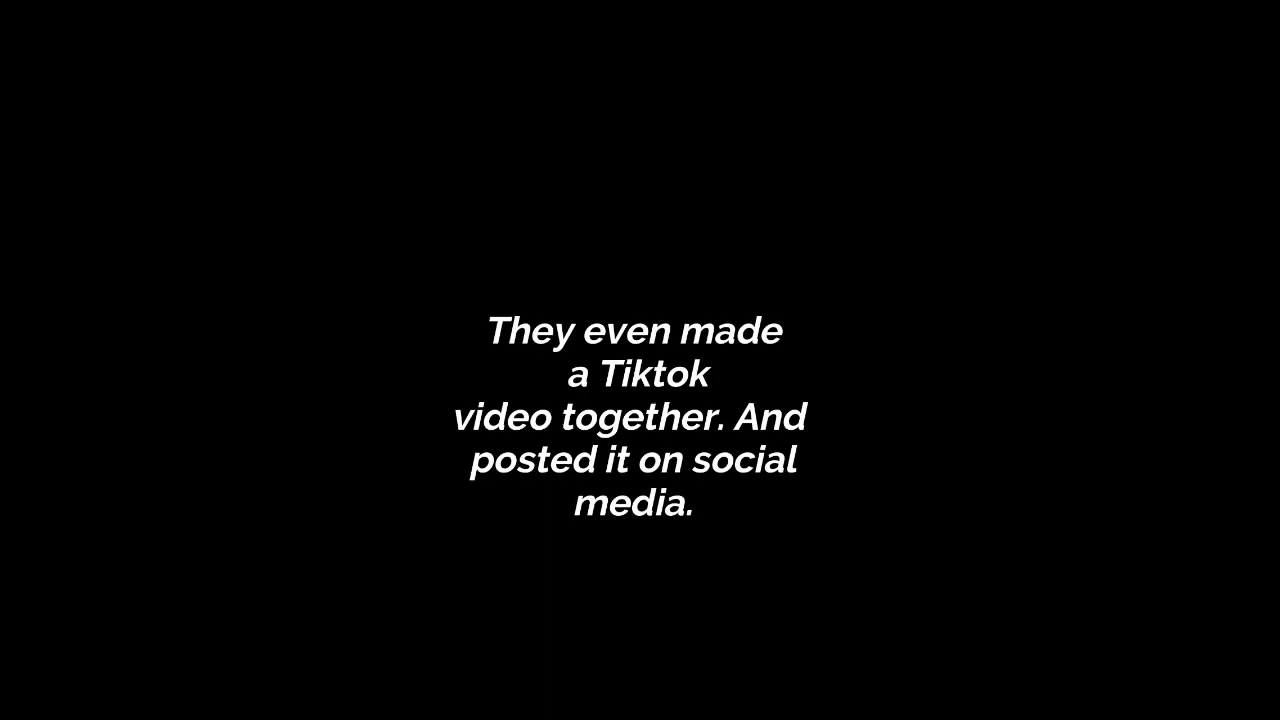 They even made
a Tiktok
video together. And
posted it on social
media.